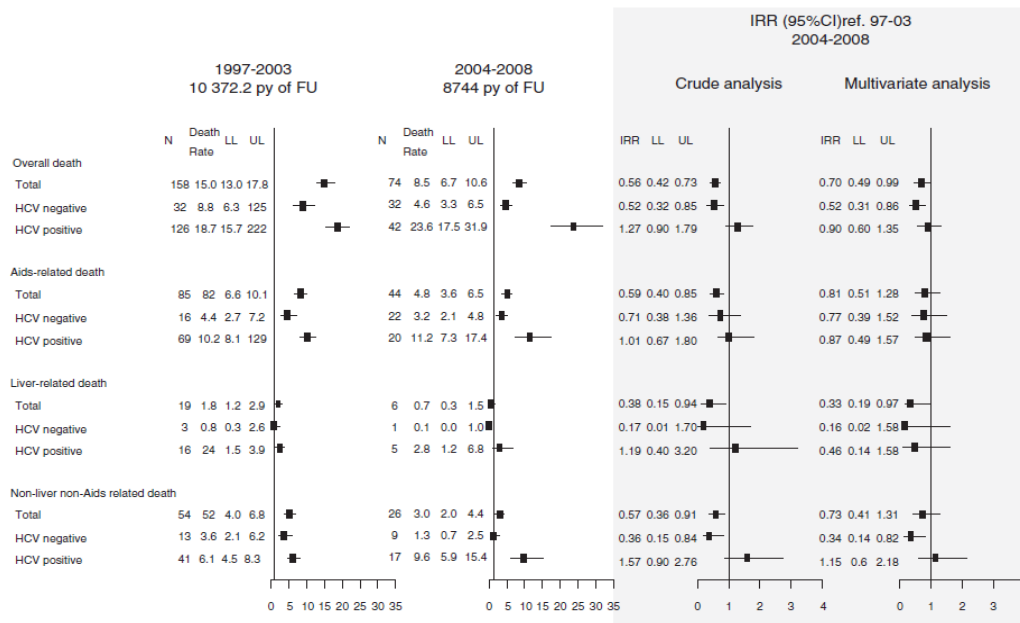 IRR (95%CI)ref. 97-03
2004-2008
1997-2003
10 372.2 py of FU
2004-2008
8744 py of FU
Crude analysis
Multivariate analysis
N Death Rate LL UL N Death Rate LL UL IRR LL UL IRR LL UL
Overall death
Total 158 15.0 13.0 17.8 74 8.5 6.7 10.6 0.56 0.42 0.73 0.70 0.49 0.99
HCV negative 32 8.8 6.3 125 32 4.6 3.3 6.5 0.52 0.32 0.85 0.52 0.31 0.86
HCV positive 126 18.7 15.7 222 42 23.6 17.5 31.9 1.27 0.90 1.79 0.90 0.60 1.35
Aids-related death
Total 85 82 6.6 10.1 44 4.8 3.6 6.5 0.59 0.40 0.85 0.81 0.51 1.28
HCV negative 16 4.4 2.7 7.2 22 3.2 2.1 4.8 0.71 0.38 1.36 0.77 0.39 1.52
HCV positive 69 10.2 8.1 129 20 11.2 7.3 17.4 1.01 0.67 1.80 0.87 0.49 1.57
Liver-related death
Total 19 1.8 1.2 2.9 6 0.7 0.3 1.5 0.38 0.15 0.94 0.33 0.19 0.97
HCV negative 3 0.8 0.3 2.6 1 0.1 0.0 1.0 0.17 0.01 1.70 0.16 0.02 1.58
HCV positive 16 24 1.5 3.9 5 2.8 1.2 6.8 1.19 0.40 3.20 0.46 0.14 1.58
Non-liver non-Aids related death
Total 54 52 4.0 6.8 26 3.0 2.0 4.4 0.57 0.36 0.91 0.73 0.41 1.31
HCV negative 13 3.6 2.1 6.2 9 1.3 0.7 2.5 0.36 0.15 0.84 0.34 0.14 0.82
HCV positive 41 6.1 4.5 8.3 17 9.6 5.9 15.4 1.57 0.90 2.76 1.15 0.6 2.18
0 5 10 15 20 25 30 35 0 5 10 15 20 25 30 35 0 1 2 3 4 0 1 2 3